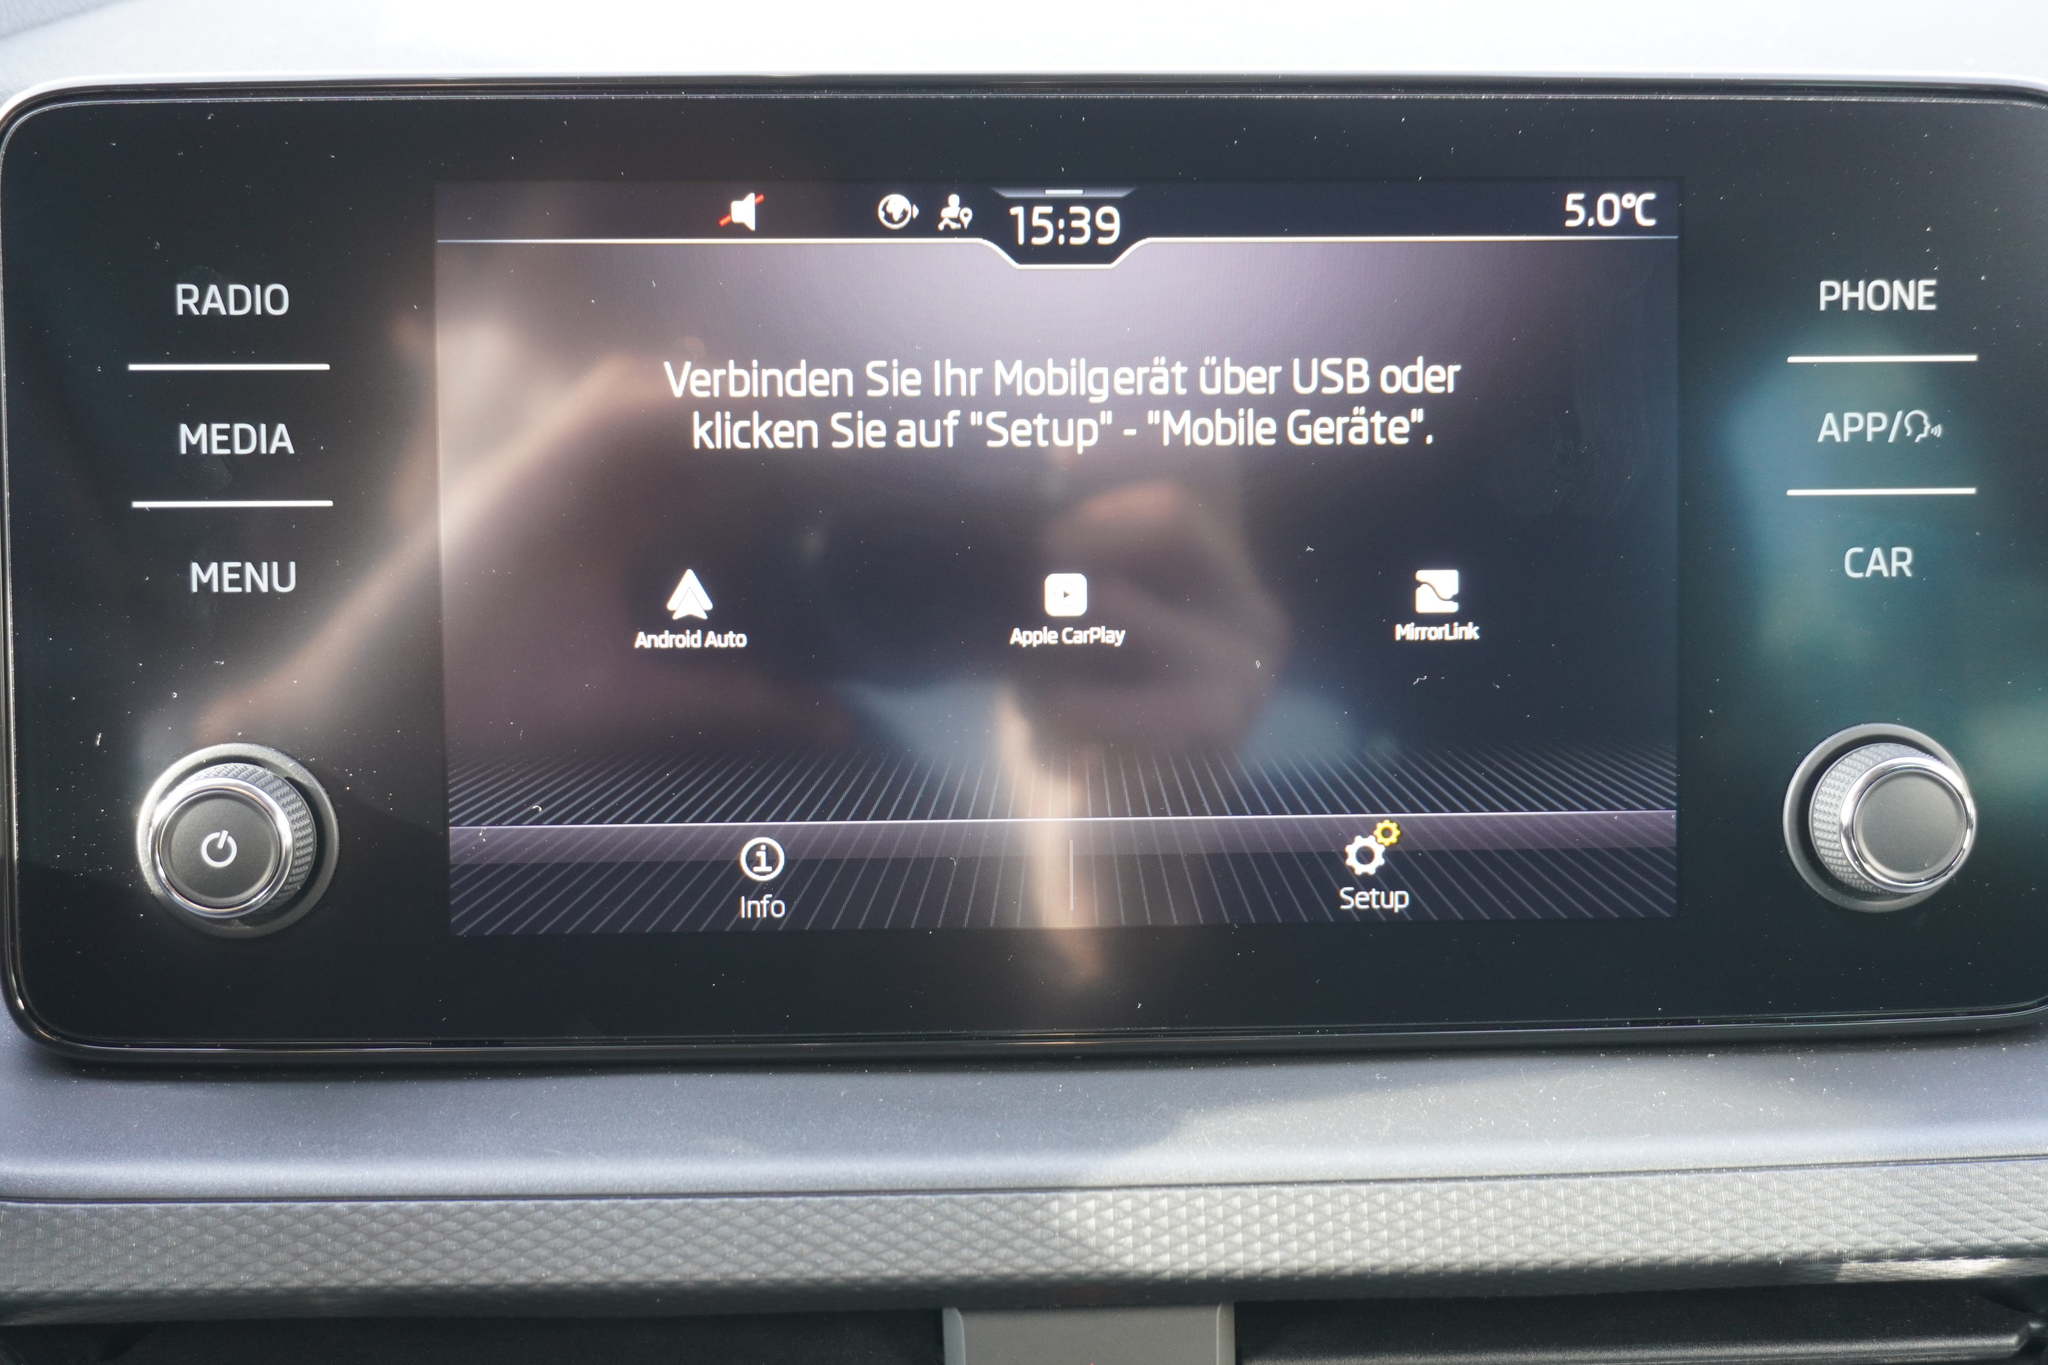 15:39
5.0°C
RADIO
MEDIA
MENU
Verbinden Sie Ihr Mobilgerät über USB oder
klicken Sie auf "Setup" - "Mobile Geräte".
Android Auto
Apple CarPlay
MirrorLink
Info
Setup
PHONE
APP/
CAR